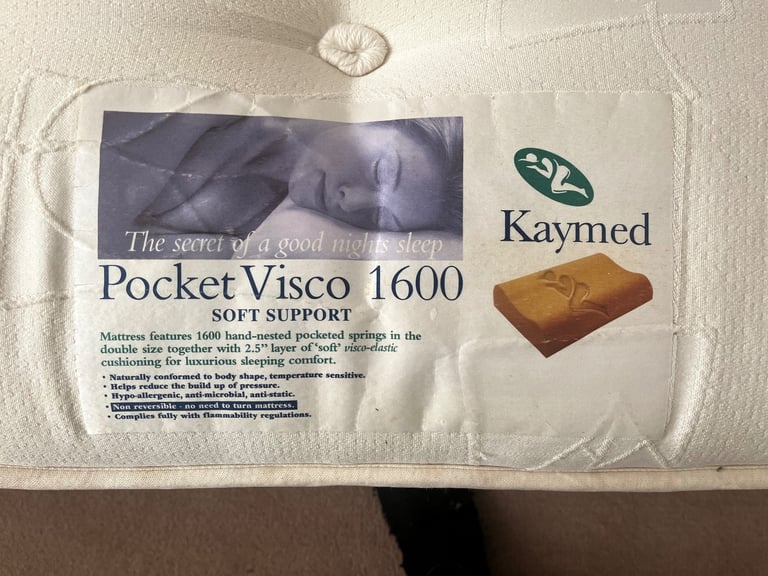 The secret of a good nights sleep
Pocket Visco 1600
SOFT SUPPORT
Mattress features 1600 hand-nested pocketed springs in the
double size together with 2.5" layer of 'soft' visco-elastic
cushioning for luxurious sleeping comfort.
• Naturally conformed to body shape, temperature sensitive.
• Helps reduce the build up of pressure.
• Hypo-allergenic, anti-microbial, anti-static.
• Non reversible - no need to turn mattress.
• Complies fully with flammability regulations.
Kaymed